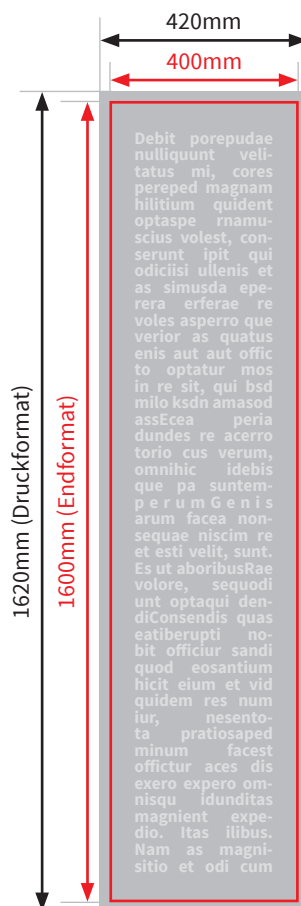 420mm
400mm
1620mm (Druckformat)
1600mm (Endformat)
Debit porepudae
nulliquunt veli-
tatus mi, cores
pereped magnam
hilitium quident
optaspe rnamu-
scius volest, con-
serunt ipit qui
odiciisi ullenis et
as simusda epe-
rera erferae re
voles asperro que
verior as quatus
enis aut aut offic
to optatur mos
in re sit, qui bsd
milo ksdn amasod
assEcea peria
dundes re acerro
torio cus verum,
omnihic idebis
que pa suntem-
perumGenis
arum facea non-
sequae niscim re
et esti velit, sunt.
Es ut aboribusRae
volore, sequodi
unt optaqui den-
diConsendis quas
eatiberupti no-
bit officiur sandi
quod eosantium
hicit eium et vid
quidem res num
iur, nesento-
ta pratiosaped
minum facest
offictur aces dis
exero expero om-
nisqu idunditas
magnient expe-
dio. Itas ilibus.
Nam as magni-
sitio et odi cum